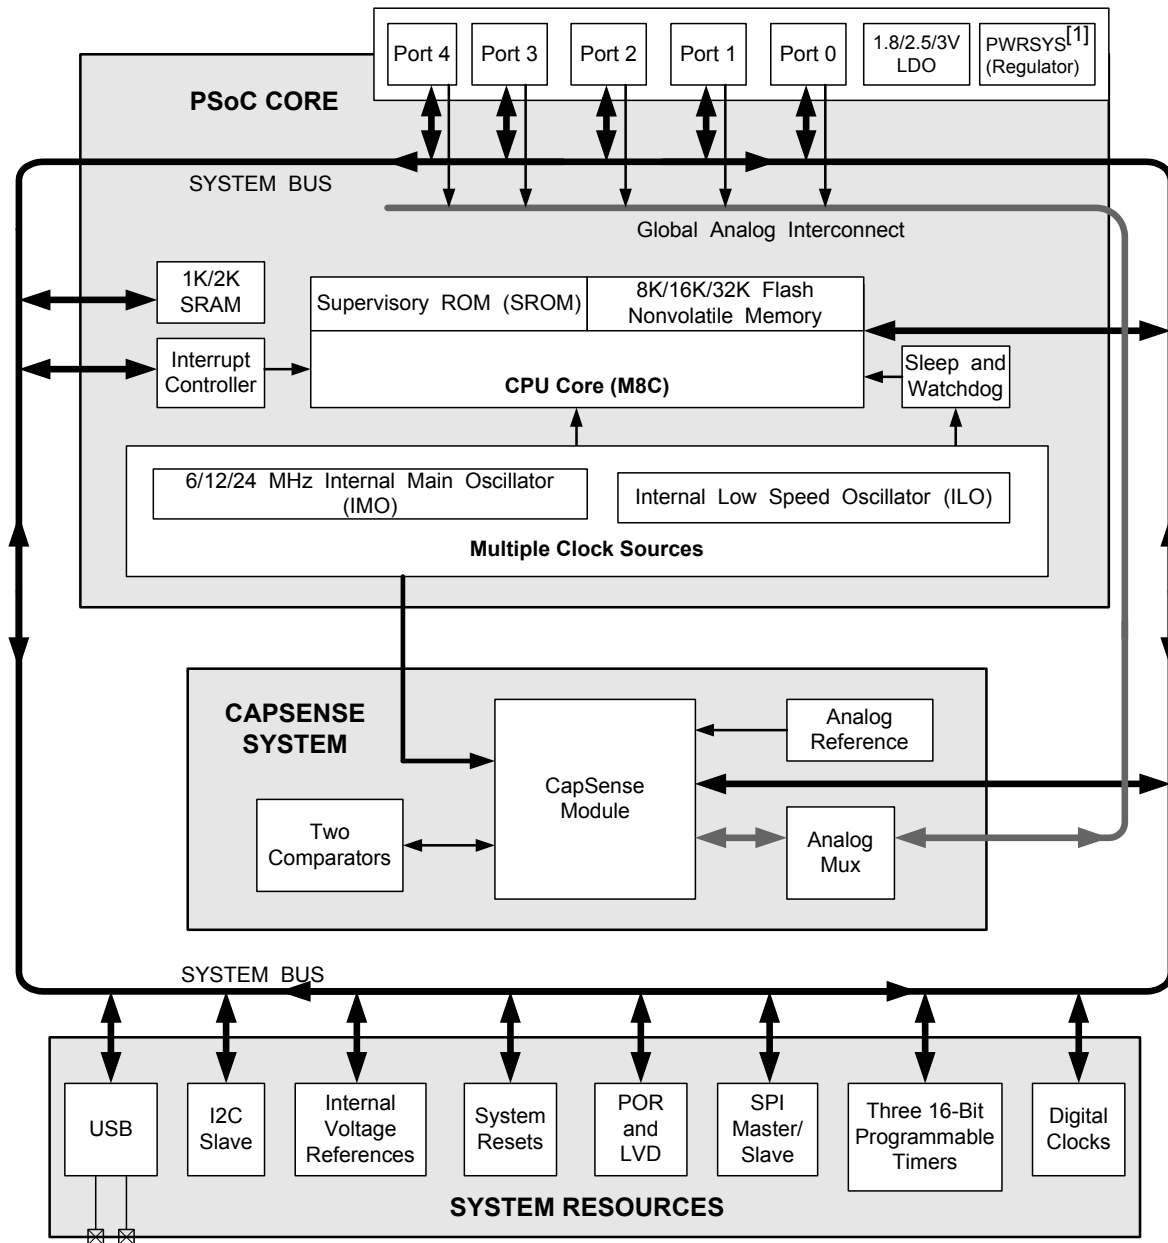 Port 4
Port 3
Port 2
Port 1
Port 0
1.8/2.5/3V
LDO
PWRSYS[1]
(Regulator)
PSoC CORE
SYSTEM BUS
Global Analog Interconnect
1K/2K
SRAM
Supervisory ROM (SROM)
8K/16K/32K Flash
Nonvolatile Memory
Interrupt
Controller
CPU Core (M8C)
Sleep and
Watchdog
6/12/24 MHz Internal Main Oscillator
(IMO)
Internal Low Speed Oscillator (ILO)
Multiple Clock Sources
CAPSENSE
SYSTEM
CapSense
Module
Analog
Reference
Two
Comparators
Analog
Mux
SYSTEM BUS
USB
I2C
Slave
Internal
Voltage
References
System
Resets
POR
and
LVD
SPI
Master/
Slave
Three 16-Bit
Programmable
Timers
Digital
Clocks
SYSTEM RESOURCES